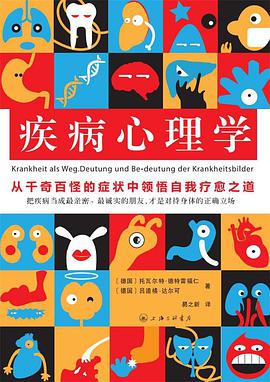 疾病心理学
Krankheit als Weg.Deutung und Be-deutung der Krankheitsbilder
从千奇百怪的症状中领悟自我疗愈之道
把疾病当成最亲密、最诚实的朋友,才是对待身体的正确立场
［德国］托瓦尔特·德特雷福仁
［德国］吕迪格·达尔可
著
易之新 译
上海三联书店